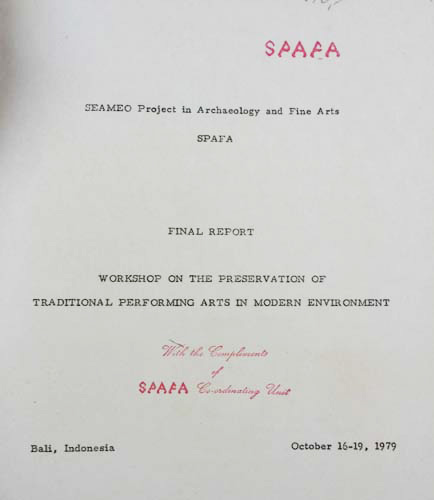 SPAFA
SEAMEO Project in Archaeology and Fine Arts
SPAFA
FINAL REPORT
WORKSHOP ON THE PRESERVATION OF
TRADITIONAL PERFORMING ARTS IN MODERN ENVIRONMENT
With the Compliments
of
SPAFA Co-ordinating Unit
Bali, Indonesia
October 16-19, 1979